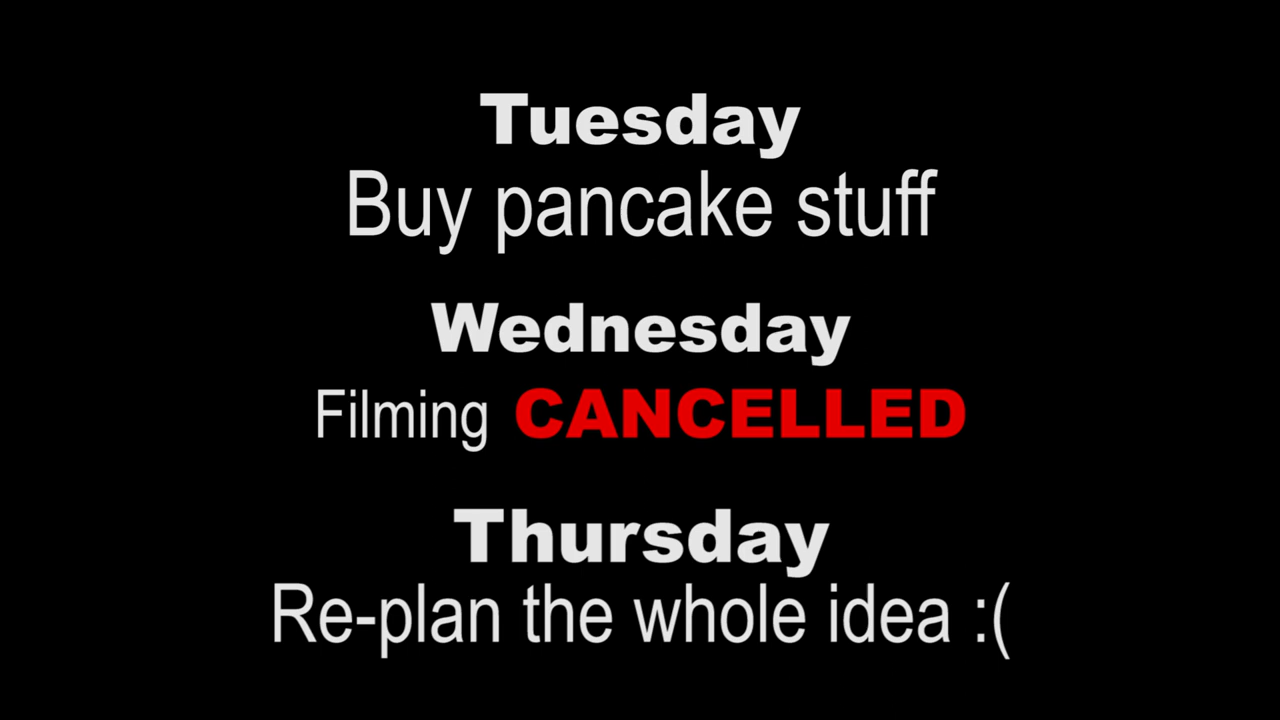 Tuesday
Buy pancake stuff
Wednesday
Filming CANCELLED
Thursday
Re-plan the whole idea :(